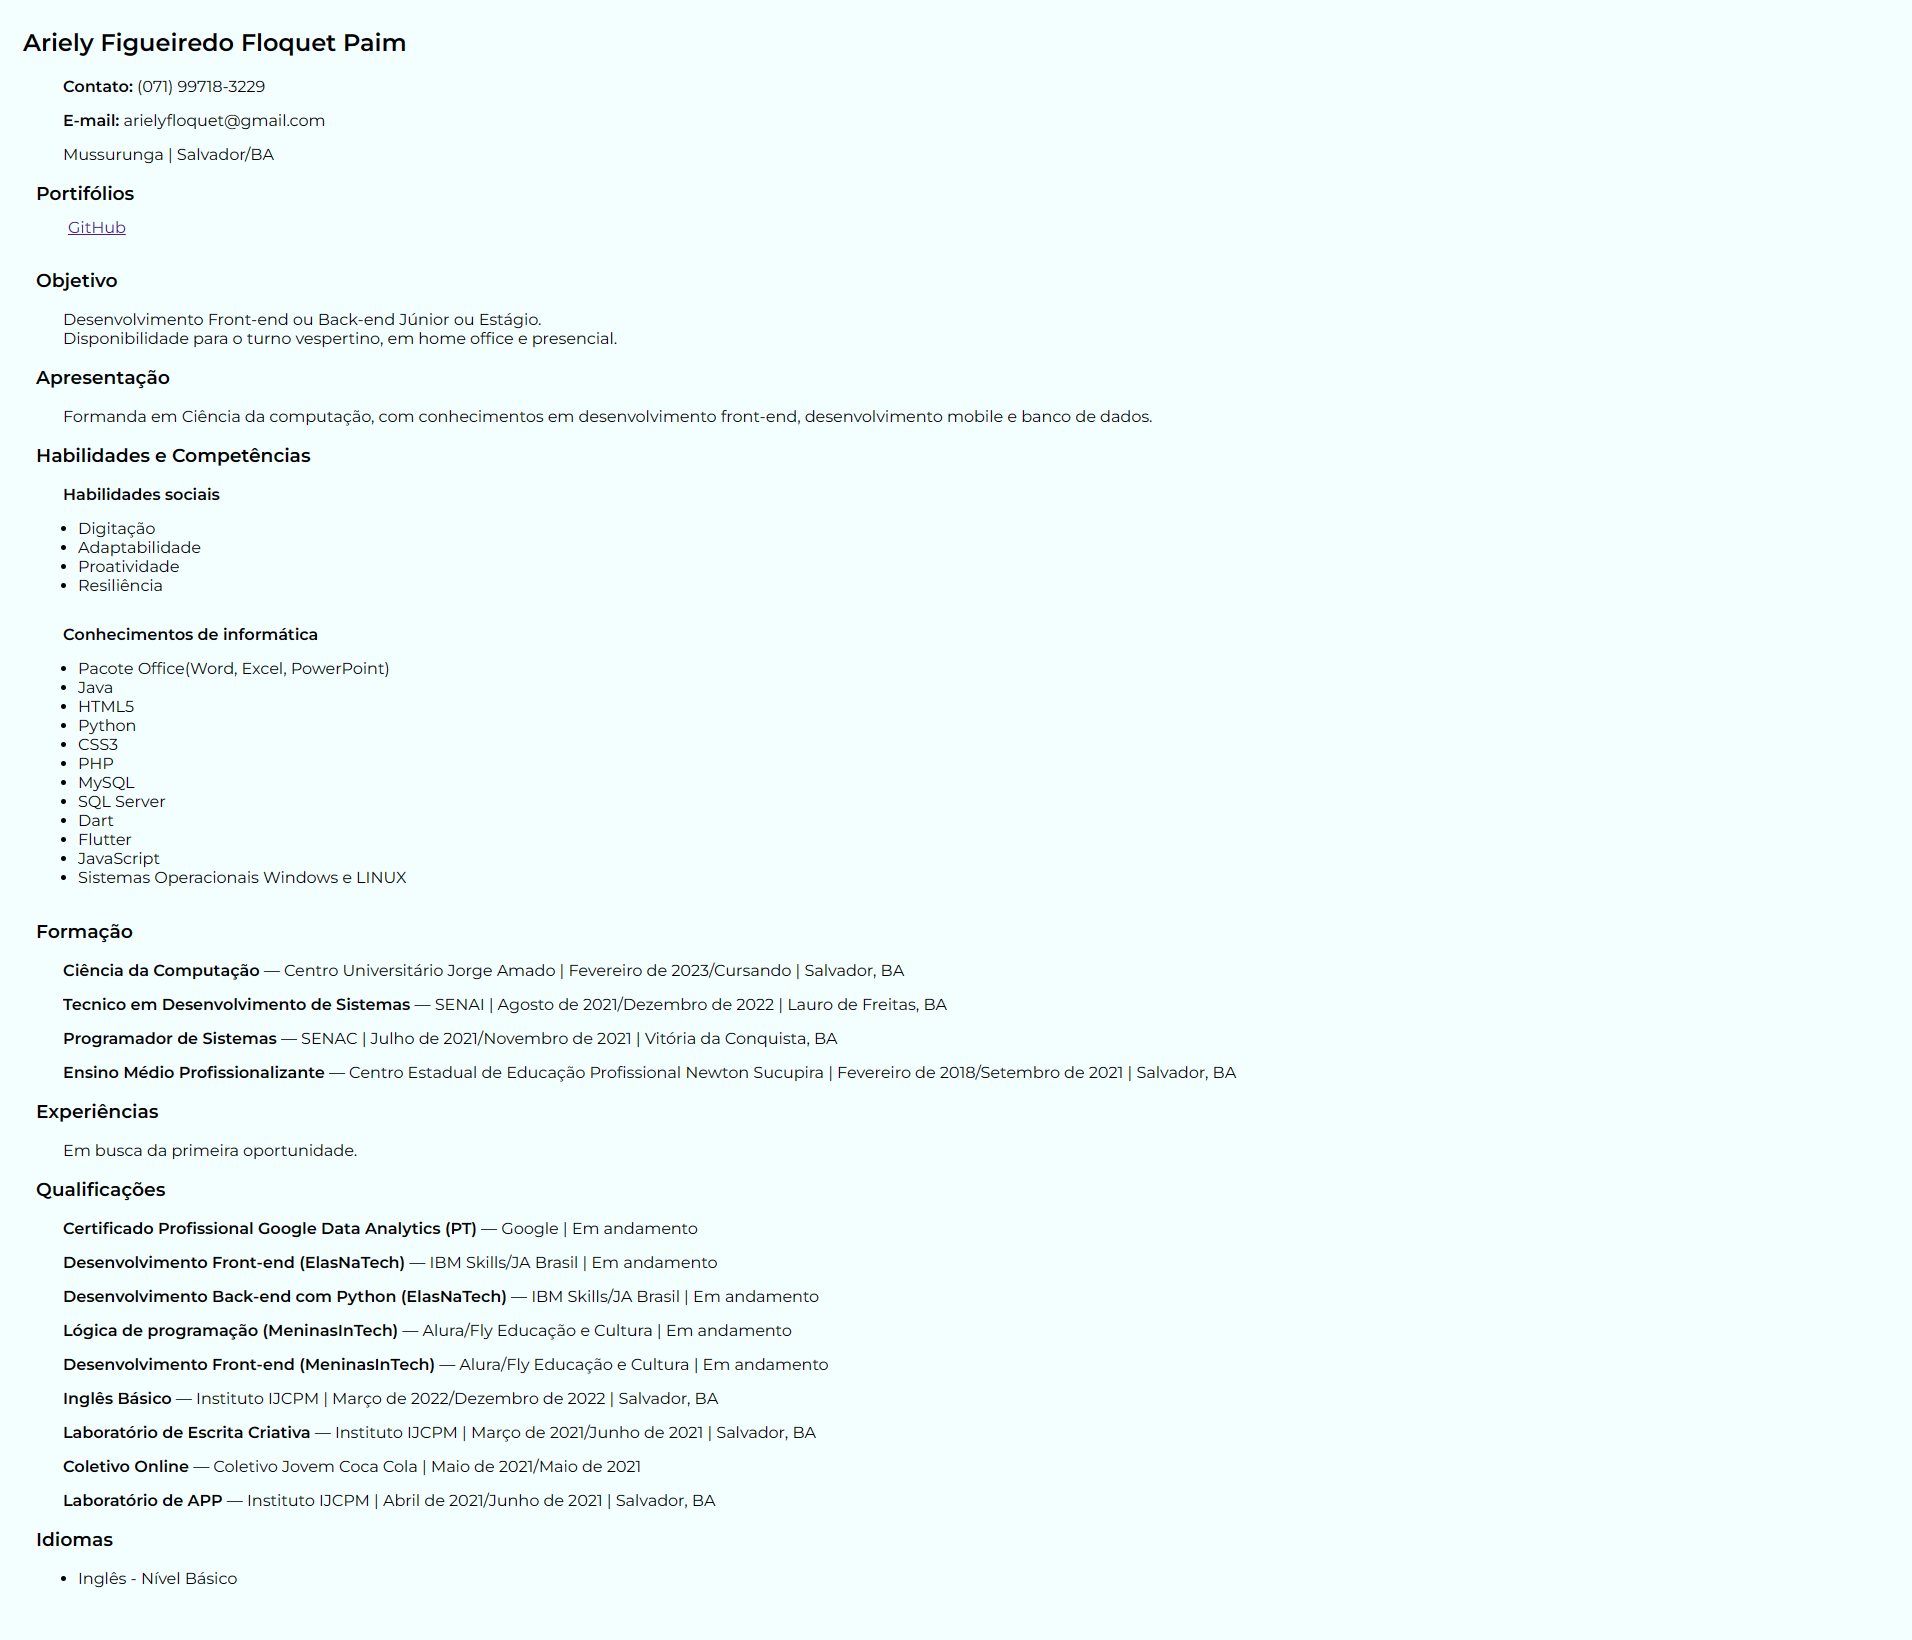 Ariely Figueiredo Floquet Paim
Contato: (071) 99718-3229
E-mail: arielyfloquet@gmail.com
Mussurunga | Salvador/BA
Portifólios
GitHub
Objetivo
Desenvolvimento Front-end ou Back-end Júnior ou Estágio.
Disponibilidade para o turno vespertino, em home office e presencial.
Apresentação
Formanda em Ciência da computação, com conhecimentos em desenvolvimento front-end, desenvolvimento mobile e banco de dados.
Habilidades e Competências
Habilidades sociais
• Digitação
• Adaptabilidade
• Proatividade
• Resiliência
Conhecimentos de informática
• Pacote Office(Word, Excel, PowerPoint)
• Java
• HTML5
• Python
• CSS3
• PHP
• MySQL
• SQL Server
• Dart
• Flutter
• JavaScript
• Sistemas Operacionais Windows e LINUX
Formação
Ciência da Computação — Centro Universitário Jorge Amado | Fevereiro de 2023/Cursando | Salvador, BA
Tecnico em Desenvolvimento de Sistemas — SENAI | Agosto de 2021/Dezembro de 2022 | Lauro de Freitas, BA
Programador de Sistemas — SENAC | Julho de 2021/Novembro de 2021 | Vitória da Conquista, BA
Ensino Médio Profissionalizante — Centro Estadual de Educação Profissional Newton Sucupira | Fevereiro de 2018/Setembro de 2021 | Salvador, BA
Experiências
Em busca da primeira oportunidade.
Qualificações
Certificado Profissional Google Data Analytics (PT) — Google | Em andamento
Desenvolvimento Front-end (ElasNaTech) — IBM Skills/JA Brasil | Em andamento
Desenvolvimento Back-end com Python (ElasNaTech) — IBM Skills/JA Brasil | Em andamento
Lógica de programação (MeninasInTech) — Alura/Fly Educação e Cultura | Em andamento
Desenvolvimento Front-end (MeninasInTech) — Alura/Fly Educação e Cultura | Em andamento
Inglês Básico — Instituto IJCPM | Março de 2022/Dezembro de 2022 | Salvador, BA
Laboratório de Escrita Criativa — Instituto IJCPM | Março de 2021/Junho de 2021 | Salvador, BA
Coletivo Online — Coletivo Jovem Coca Cola | Maio de 2021/Maio de 2021
Laboratório de APP — Instituto IJCPM | Abril de 2021/Junho de 2021 | Salvador, BA
Idiomas
• Inglês - Nível Básico